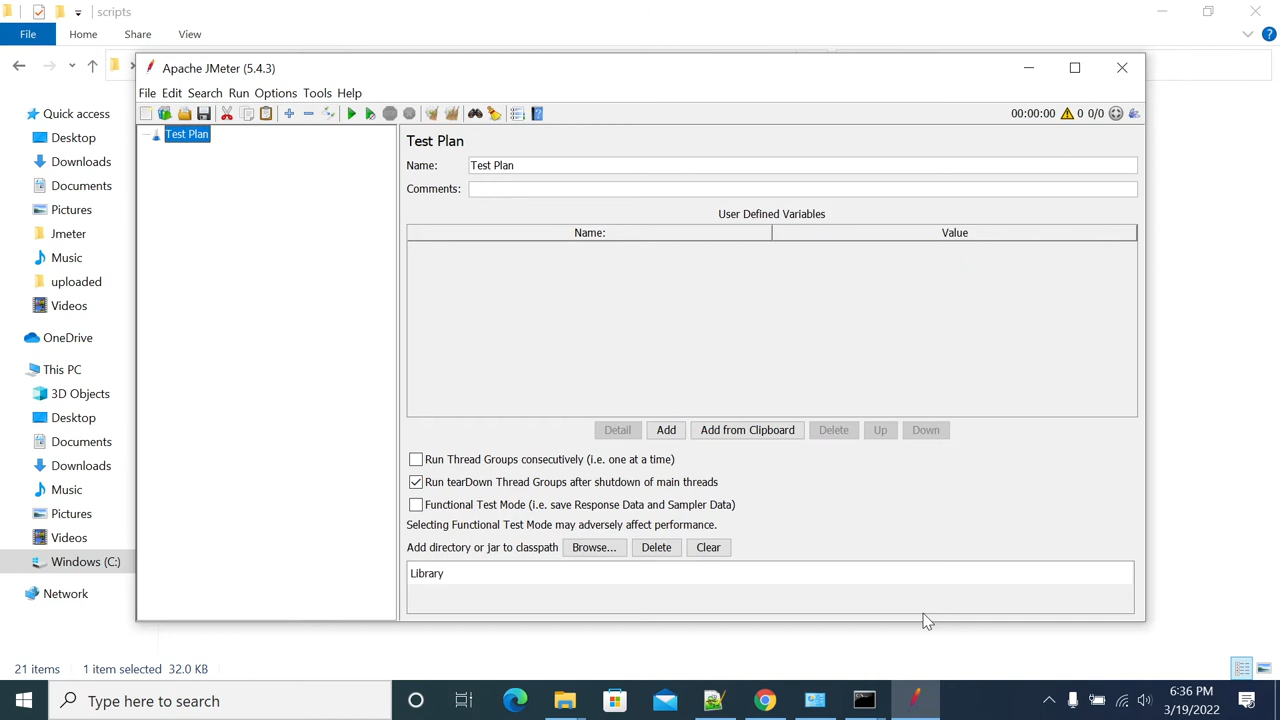 scripts
File Home Share View
Apache JMeter (5.4.3)
File Edit Search Run Options Tools Help
00:00:00 0 0/0
Quick access
Desktop
Downloads
Documents
Pictures
Jmeter
Music
uploaded
Videos
OneDrive
This PC
3D Objects
Desktop
Documents
Downloads
Music
Pictures
Videos
Windows (C:)
Network
Test Plan
Test Plan
Name: Test Plan
Comments:
User Defined Variables
Name: Value
Detail Add Add from Clipboard Delete Up Down
Run Thread Groups consecutively (i.e. one at a time)
Run tearDown Thread Groups after shutdown of main threads
Functional Test Mode (i.e. save Response Data and Sampler Data)
Selecting Functional Test Mode may adversely affect performance.
Add directory or jar to classpath Browse... Delete Clear
Library
21 items 1 item selected 32.0 KB
Type here to search
6:36 PM
3/19/2022